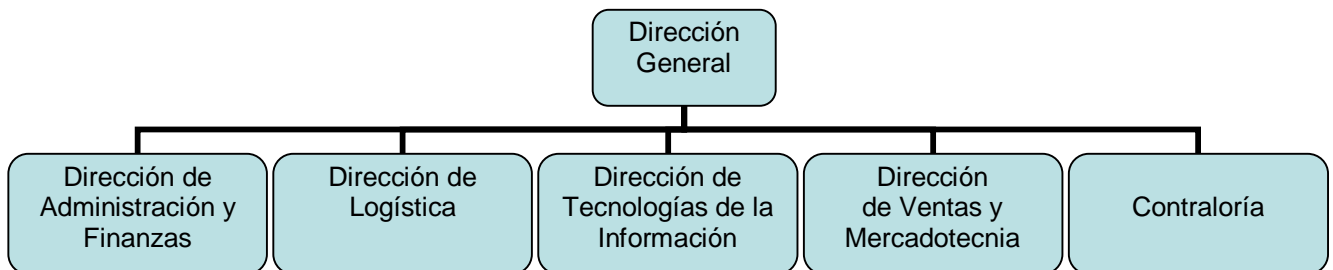 Dirección
General
Dirección de
Administración y
Finanzas
Dirección de
Logística
Dirección de
Tecnologías de la
Información
Dirección
de Ventas y
Mercadotecnia
Contraloría